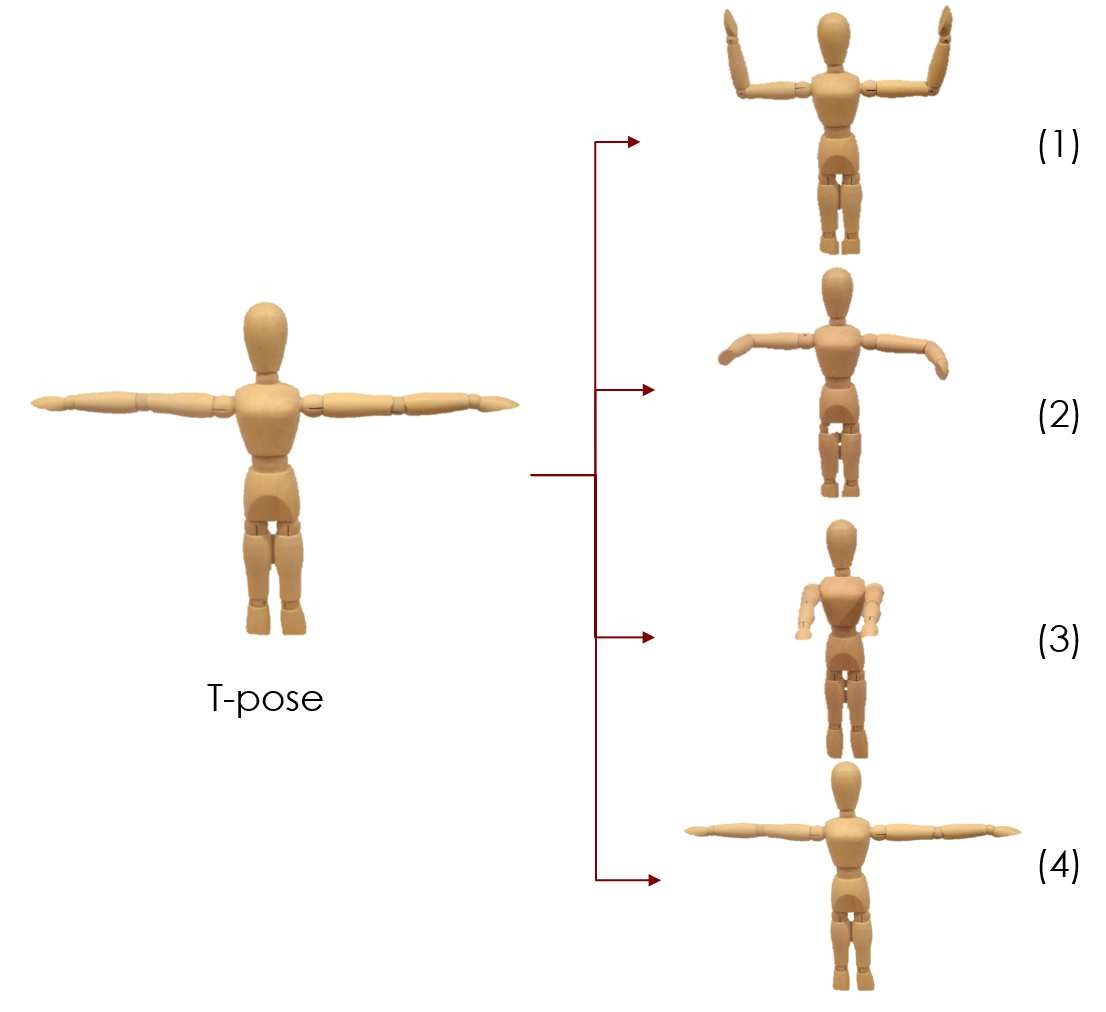 (1)
(2)
T-pose
(3)
(4)